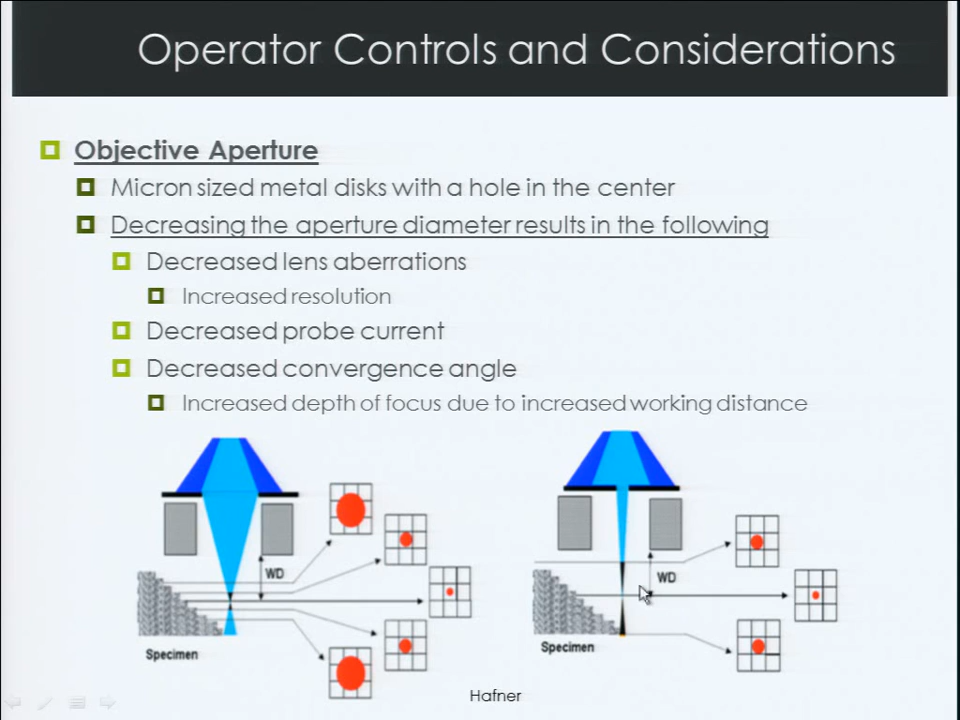 Operator Controls and Considerations
Objective Aperture
Micron sized metal disks with a hole in the center
Decreasing the aperture diameter results in the following
Decreased lens aberrations
Increased resolution
Decreased probe current
Decreased convergence angle
Increased depth of focus due to increased working distance
WD
Specimen
WD
Specimen
Hafner